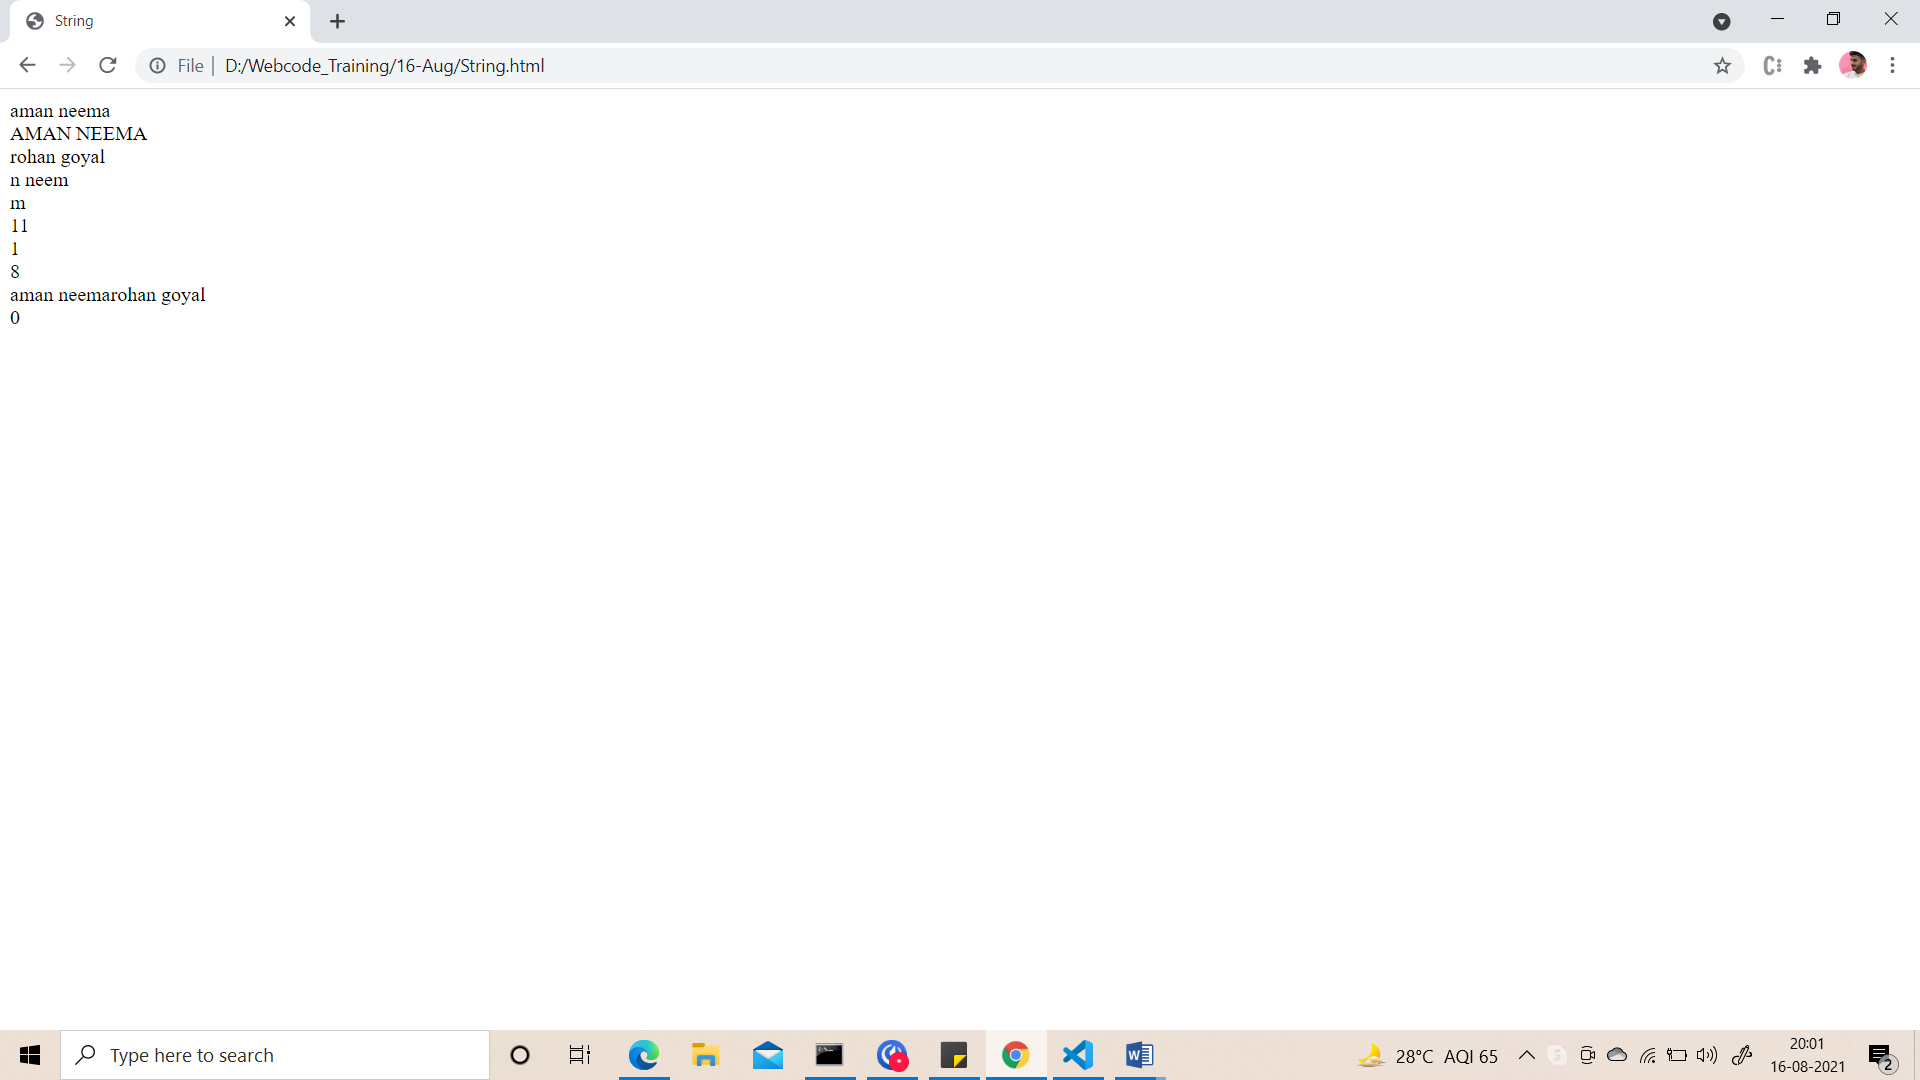 String
File
D:/Webcode_Training/16-Aug/String.html
aman neema
AMAN NEEMA
rohan goyal
n neem
m
11
1
8
aman neemarohan goyal
0
Type here to search
28°C AQI 65
20:01
16-08-2021
2